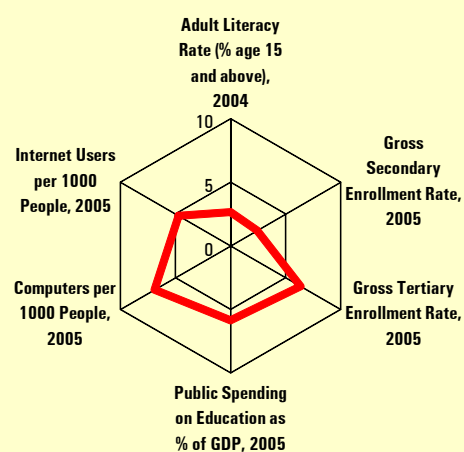 Adult Literacy
Rate (% age 15
and above),
2004
10
5
0
Gross
Secondary
Enrollment Rate,
2005
Gross Tertiary
Enrollment Rate,
2005
Public Spending
on Education as
% of GDP, 2005
Computers per
1000 People,
2005
Internet Users
per 1000
People, 2005